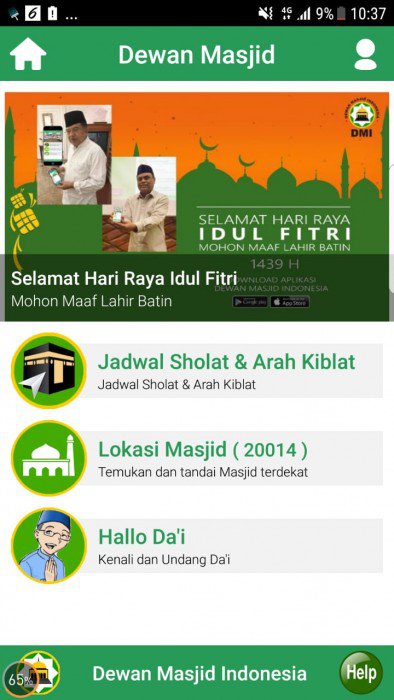 6 ! ... 4G 9% 10:37
Dewan Masjid
DEWAN MASJID INDONESIA
DMI
SELAMAT HARI RAYA
IDUL FITRI
MOHON MAAF LAHIR BATIN
1439 H
DOWNLOAD APLIKASI
DEWAN MASJID INDONESIA
Google play App Store
Selamat Hari Raya Idul Fitri
Mohon Maaf Lahir Batin
Jadwal Sholat & Arah Kiblat
Jadwal Sholat & Arah Kiblat
Lokasi Masjid ( 20014 )
Temukan dan tandai Masjid terdekat
Hallo Da'i
Kenali dan Undang Da'i
65%
Dewan Masjid Indonesia
Help